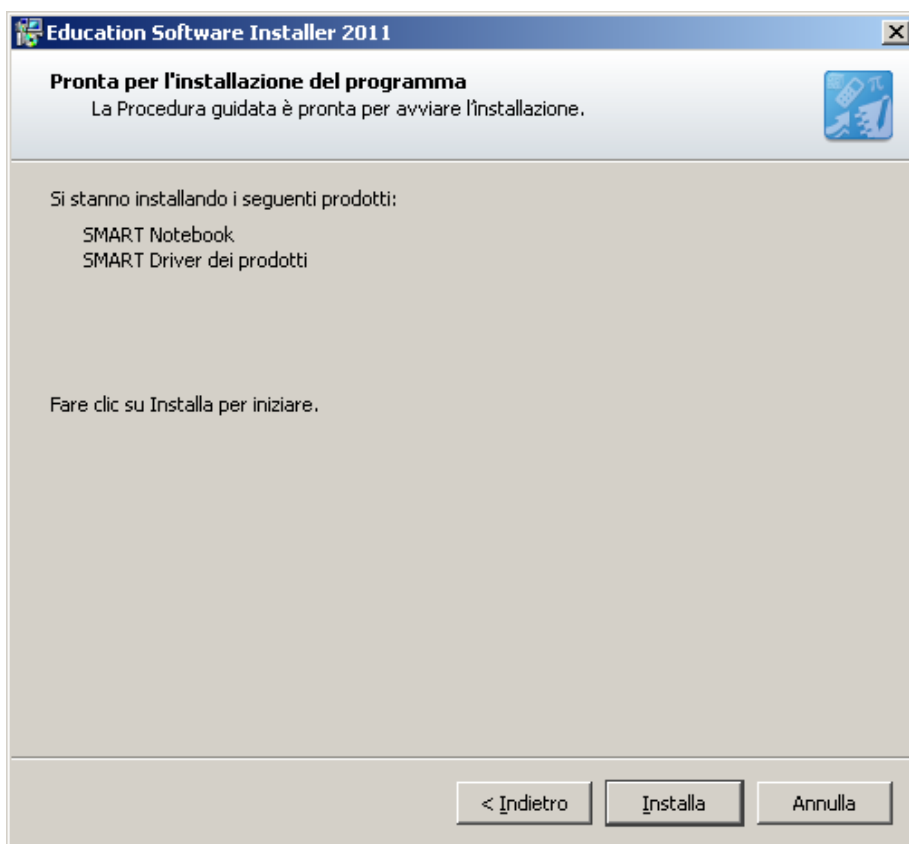 Education Software Installer 2011
Pronta per l'installazione del programma
La Procedura guidata è pronta per avviare l'installazione.
Si stanno installando i seguenti prodotti:
SMART Notebook
SMART Driver dei prodotti
Fare clic su Installa per iniziare.
< Indietro
Installa
Annulla